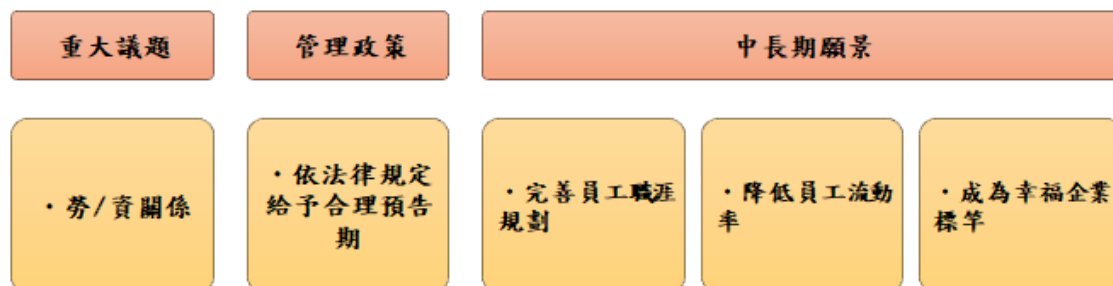 重大議題
管理政策
中長期願景
・勞/資關係
・依法律規定
給予合理預告
期
・完善員工職涯
規劃
・降低員工流動
率
・成為幸福企業
標竿